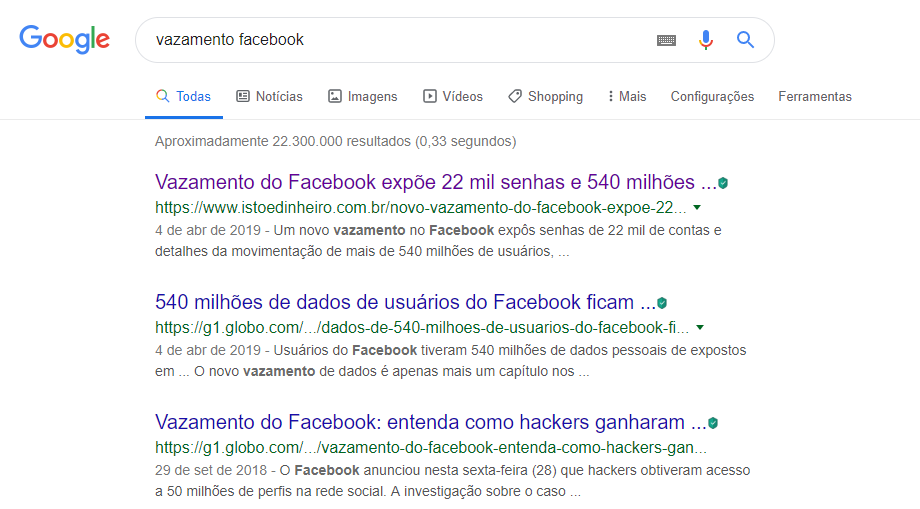 Google
vazamento facebook
Todas Notícias Imagens Vídeos Shopping Mais Configurações Ferramentas
Aproximadamente 22.300.000 resultados (0,33 segundos)
Vazamento do Facebook expõe 22 mil senhas e 540 milhões ...
https://www.istoedinheiro.com.br/novo-vazamento-do-facebook-expoe-22...
4 de abr de 2019 - Um novo vazamento no Facebook expôs senhas de 22 mil de contas e
detalhes da movimentação de mais de 540 milhões de usuários, ...
540 milhões de dados de usuários do Facebook ficam ...
https://g1.globo.com/.../dados-de-540-milhoes-de-usuarios-do-facebook-fi...
4 de abr de 2019 - Usuários do Facebook tiveram 540 milhões de dados pessoais de expostos
em ... O novo vazamento de dados é apenas mais um capítulo nos ...
Vazamento do Facebook: entenda como hackers ganharam ...
https://g1.globo.com/.../vazamento-do-facebook-entenda-como-hackers-gan...
29 de set de 2018 - O Facebook anunciou nesta sexta-feira (28) que hackers obtiveram acesso
a 50 milhões de perfis na rede social. A investigação sobre o caso ...